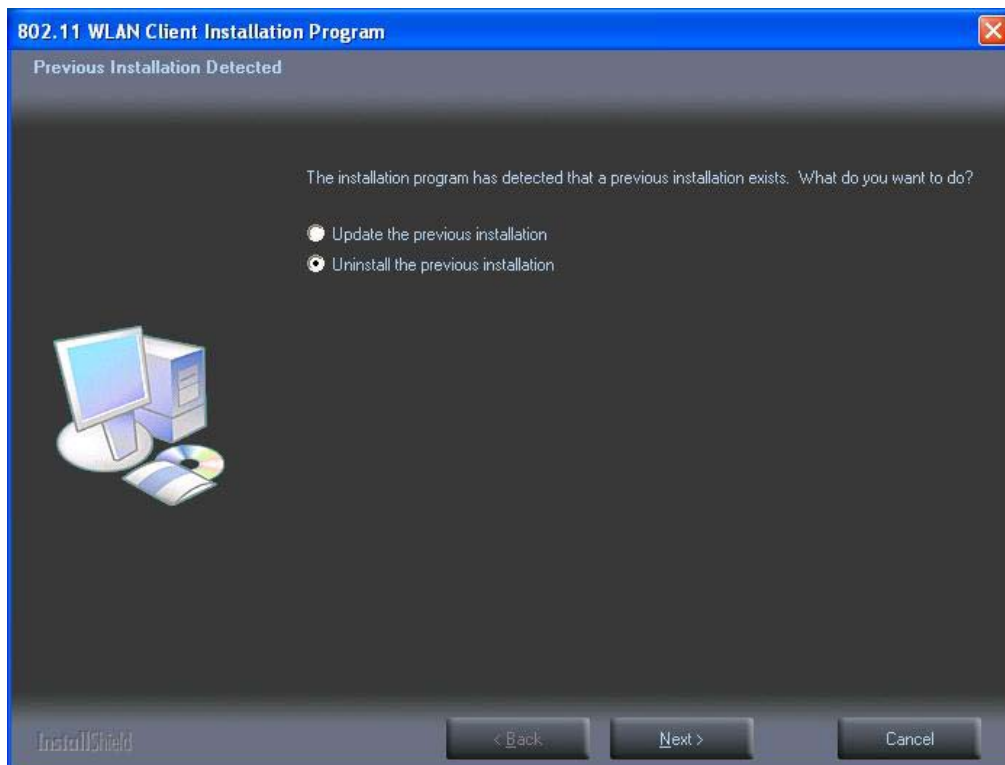 802.11 WLAN Client Installation Program
Previous Installation Detected
The installation program has detected that a previous installation exists. What do you want to do?
Update the previous installation
Uninstall the previous installation
InstallShield
< Back
Next >
Cancel